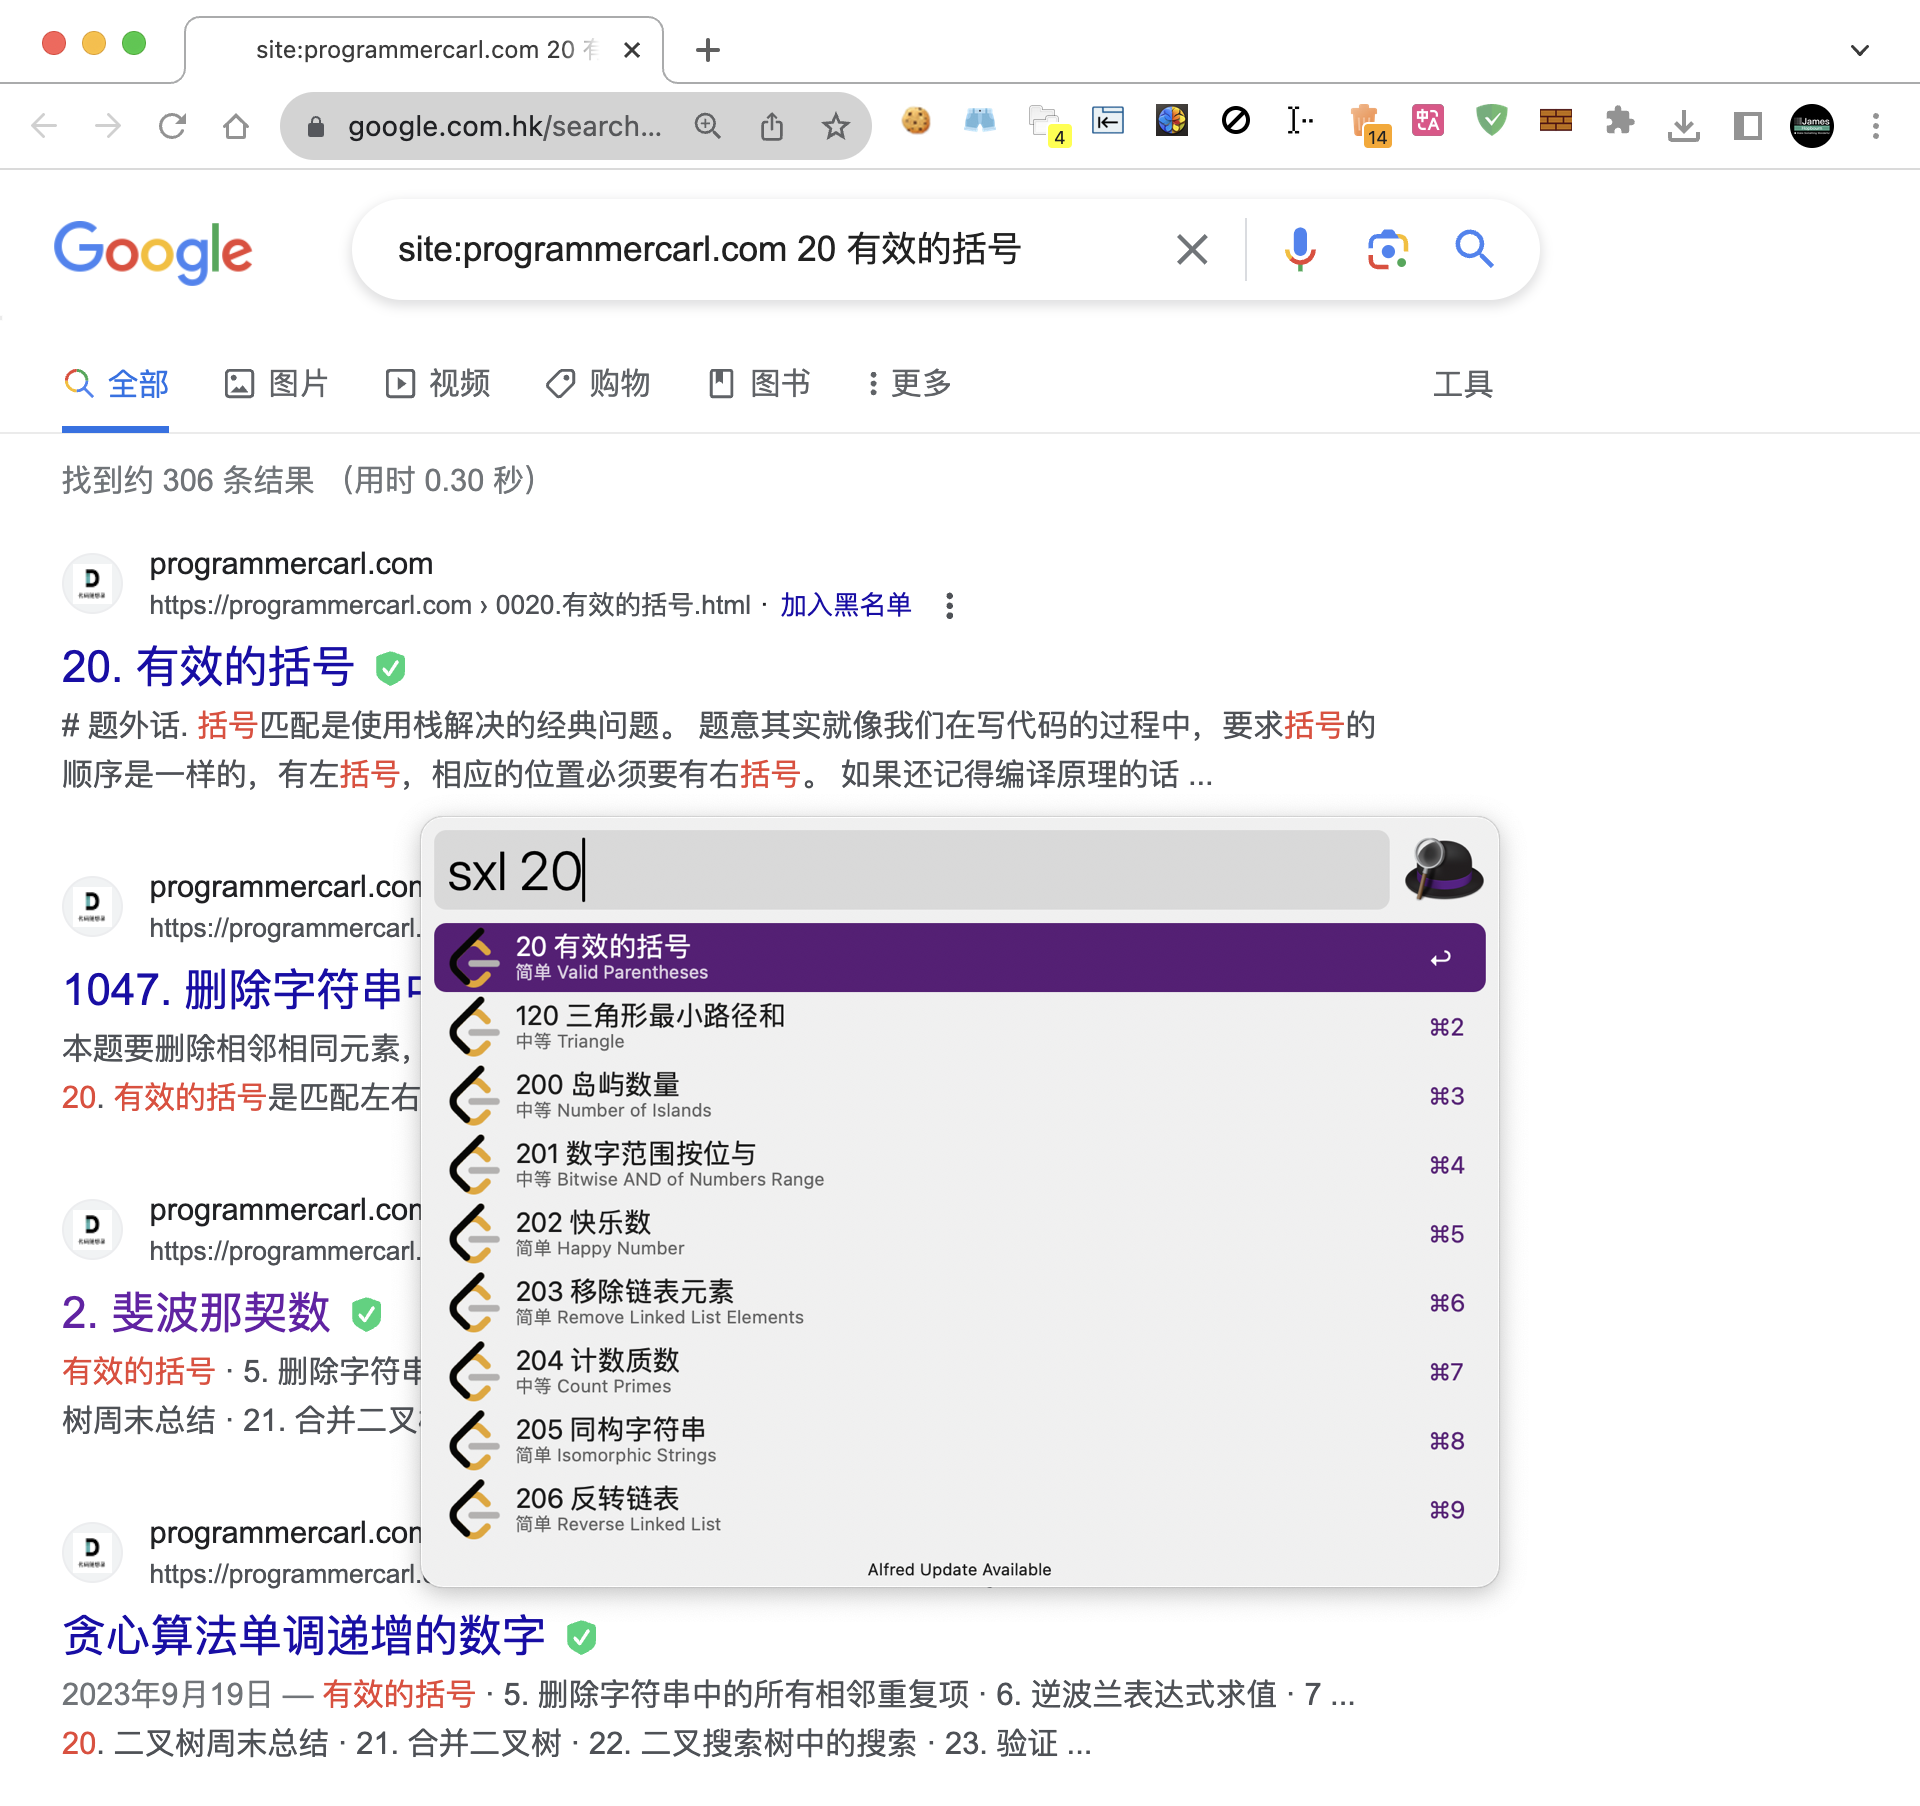 site:programmercarl.com 20
google.com.hk/search...
4
14
James
Google
site:programmercarl.com 20 有效的括号
全部
图片
视频
购物
图书
更多
工具
找到约 306 条结果 （用时 0.30 秒）
programmercarl.com
https://programmercarl.com › 0020.有效的括号.html · 加入黑名单
20. 有效的括号
# 题外话. 括号匹配是使用栈解决的经典问题。 题意其实就像我们在写代码的过程中，要求括号的
顺序是一样的，有左括号，相应的位置必须要有右括号。 如果还记得编译原理的话 ...
programmercarl.com
https://programmercarl.
1047. 删除字符串中
本题要删除相邻相同元素，
20. 有效的括号是匹配左右
programmercarl.com
https://programmercarl.
2. 斐波那契数
有效的括号 · 5. 删除字符串
树周末总结 · 21. 合并二叉
programmercarl.com
https://programmercarl.
贪心算法单调递增的数字
2023年9月19日 — 有效的括号 · 5. 删除字符串中的所有相邻重复项 · 6. 逆波兰表达式求值 · 7 ...
20. 二叉树周末总结 · 21. 合并二叉树 · 22. 二叉搜索树中的搜索 · 23. 验证 ...
sxl 20
20 有效的括号
简单 Valid Parentheses
↩
120 三角形最小路径和
中等 Triangle
⌘2
200 岛屿数量
中等 Number of Islands
⌘3
201 数字范围按位与
中等 Bitwise AND of Numbers Range
⌘4
202 快乐数
简单 Happy Number
⌘5
203 移除链表元素
简单 Remove Linked List Elements
⌘6
204 计数质数
中等 Count Primes
⌘7
205 同构字符串
简单 Isomorphic Strings
⌘8
206 反转链表
简单 Reverse Linked List
⌘9
Alfred Update Available